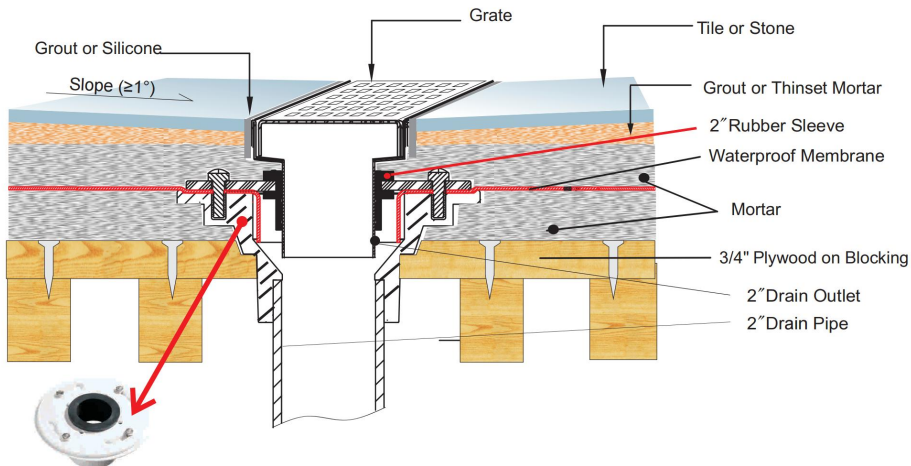 Grate
Tile or Stone
Grout or Silicone
Slope (≥1°)
Grout or Thinset Mortar
2″Rubber Sleeve
Waterproof Membrane
Mortar
3/4" Plywood on Blocking
2″Drain Outlet
2″Drain Pipe